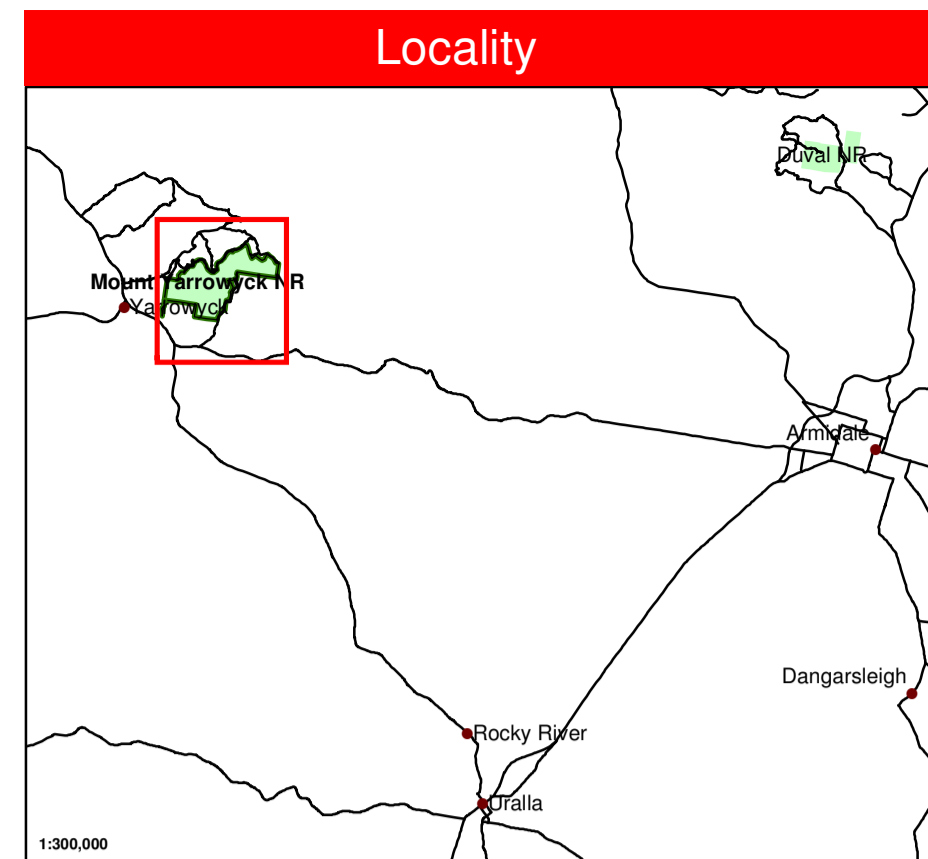 Locality
Duval NR
Mount Yarrowyck NR
Yarrowyck
Armidale
Dangarsleigh
Rocky River
Uralla
1:300,000